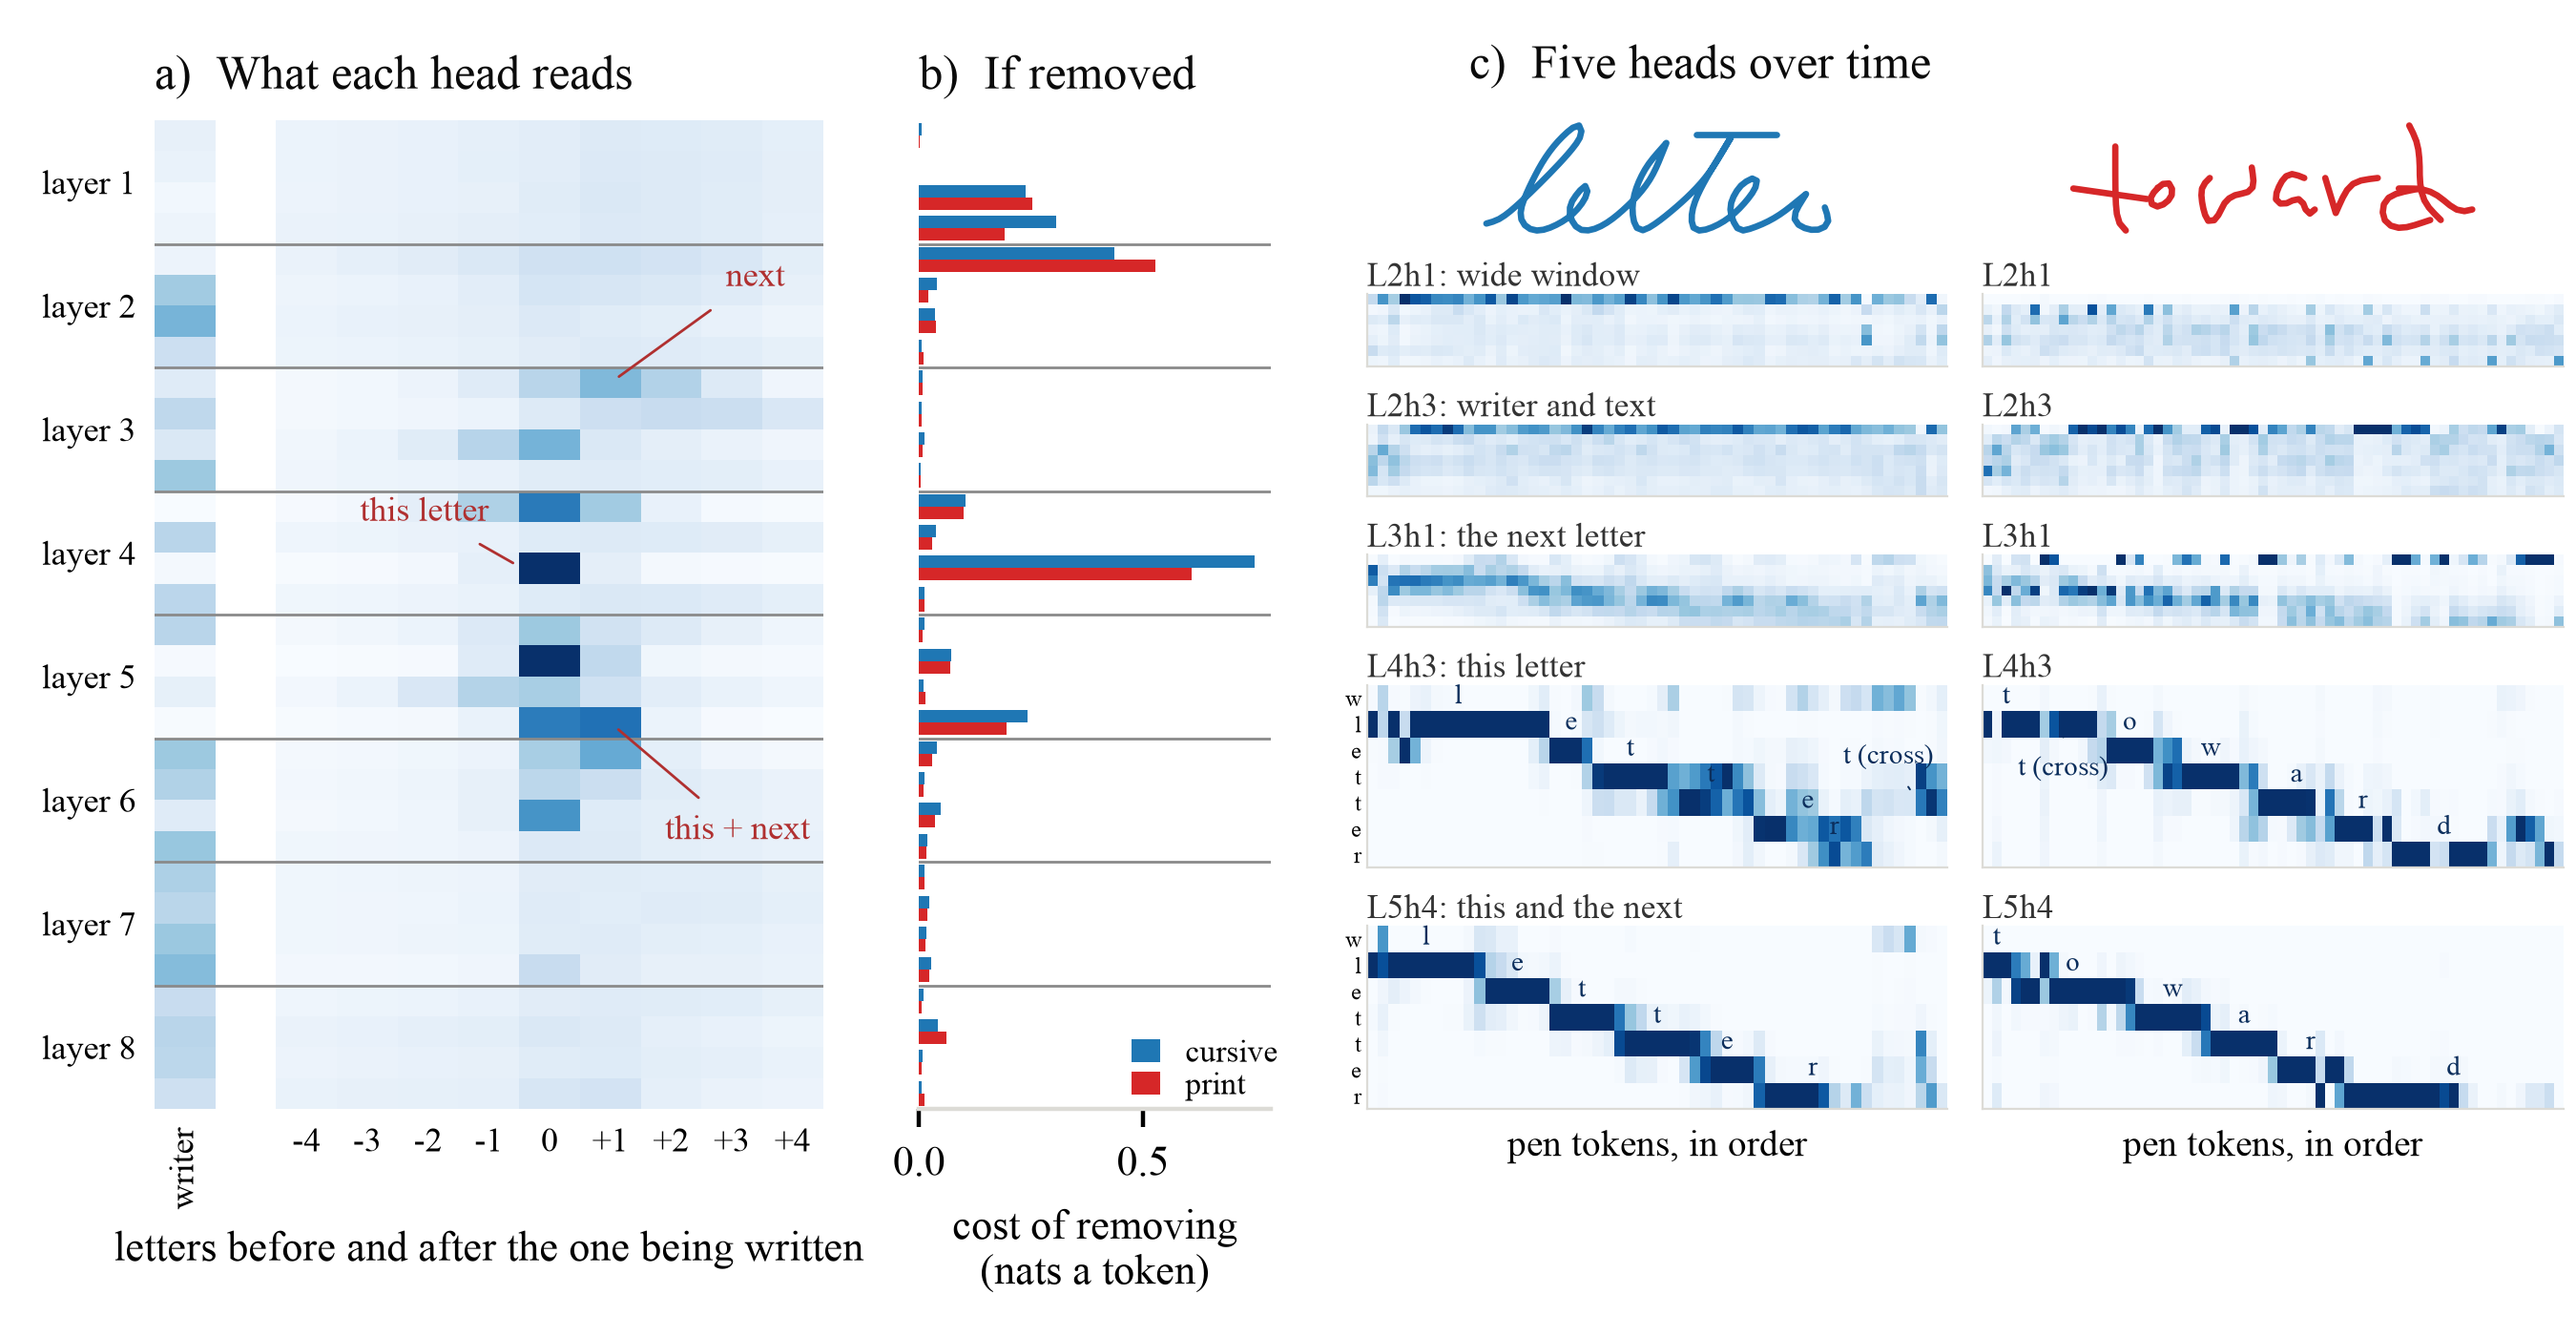 a) What each head reads
layer 1
layer 2
layer 3
layer 4
layer 5
layer 6
layer 7
layer 8
next
this letter
this + next
writer
-4 -3 -2 -1 0 +1 +2 +3 +4
letters before and after the one being written
b) If removed
cursive
print
0.0 0.5
cost of removing
(nats a token)
c) Five heads over time
letter
toward
L2h1: wide window
L2h1
L2h3: writer and text
L2h3
L3h1: the next letter
L3h1
L4h3: this letter
w
l
e
t
t
e
r
l
e
t
t
t (cross)
e
r
L4h3
t
o
t (cross)
w
a
r
d
L5h4: this and the next
w
l
e
t
t
e
r
l
e
t
t
e
r
L5h4
t
o
w
a
r
d
pen tokens, in order
pen tokens, in order